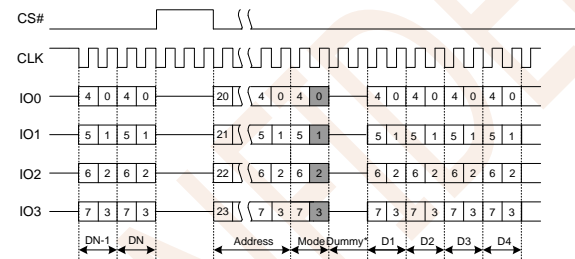 CS#
CLK
IO0 4 0 4 0 20 4 0 4 0 4 0 4 0 4 0 4 0
IO1 5 1 5 1 21 5 1 5 1 5 1 5 1 5 1 5 1
IO2 6 2 6 2 22 6 2 6 2 6 2 6 2 6 2 6 2
IO3 7 3 7 3 23 7 3 7 3 7 3 7 3 7 3 7 3
DN-1 DN Address Mode Dummy* D1 D2 D3 D4